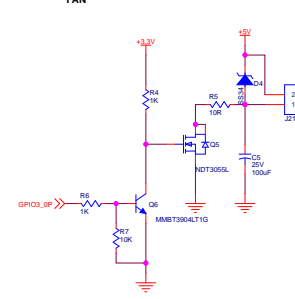 FAN
+3.3V
+5V
R4
1K
R5
10R
D4
SS34
2
1
J21
Q5
NDT3055L
C5
25V
100uF
GPIO3_0P
R6
1K
Q6
MMBT3904LT1G
R7
10K